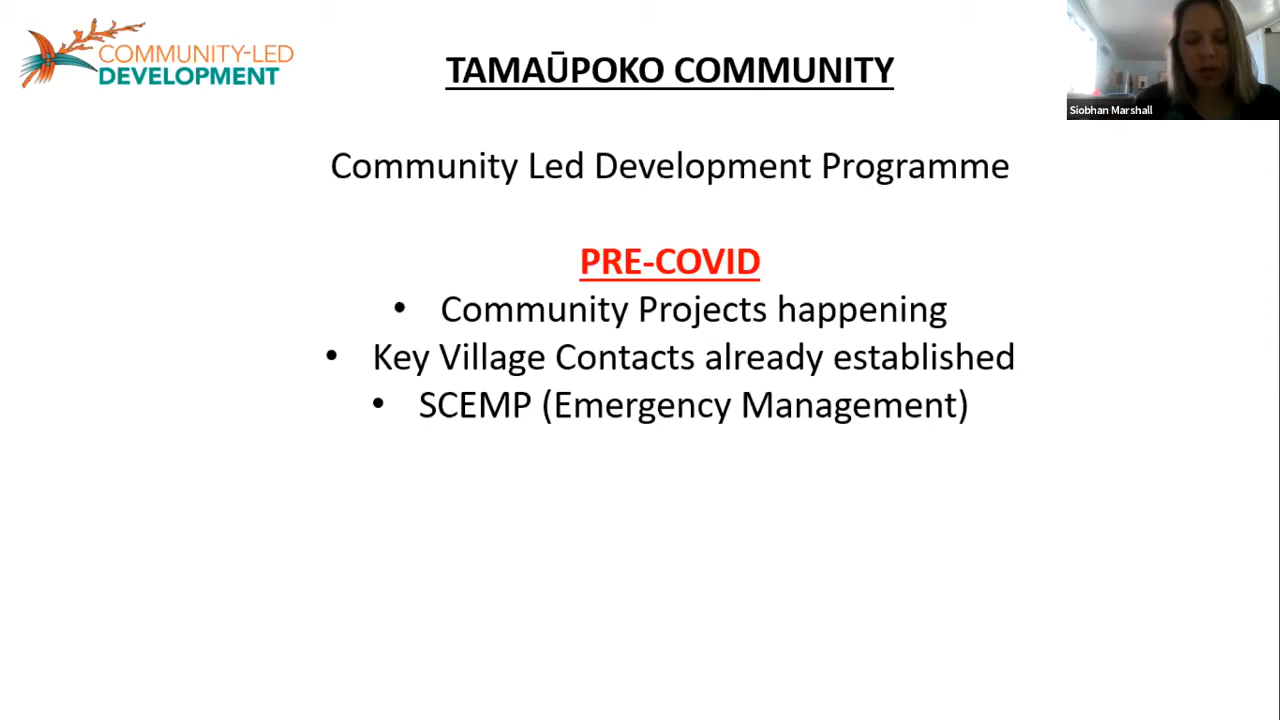 COMMUNITY-LED
DEVELOPMENT
TAMAŪPOKO COMMUNITY
Siobhan Marshall
Community Led Development Programme
PRE-COVID
• Community Projects happening
• Key Village Contacts already established
• SCEMP (Emergency Management)